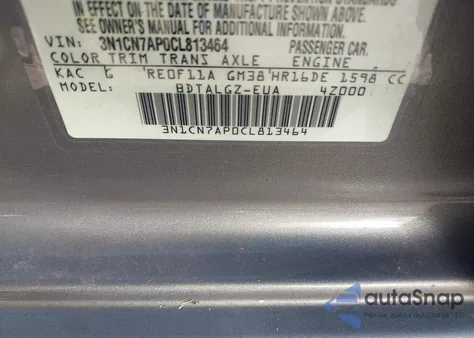 IN EFFECT ON THE DATE OF MANUFACTURE SHOWN ABOVE.
SEE OWNER'S MANUAL FOR ADDITIONAL INFORMATION
VIN: 3N1CN7AP0CL813464 PASSENGER CAR
COLOR TRIM TRANS AXLE ENGINE
KAC G RE0F11A GM38 HR16DE 1598 CC
MODEL: BDTALGZ-EUA 4Z000
3N1CN7AP0CL813464
autoSnap